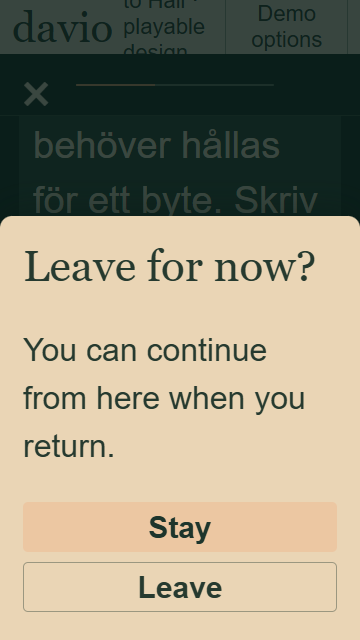 davio
to Hall ·
playable
design
Demo
options
×
behöver hållas
för ett byte. Skriv
Leave for now?
You can continue
from here when you
return.
Stay
Leave